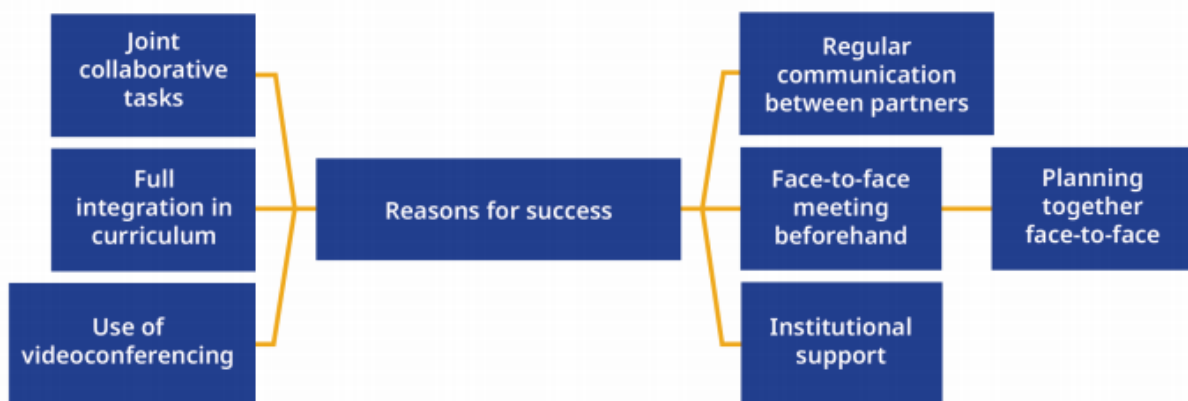 Joint
collaborative
tasks
Full
integration in
curriculum
Use of
videoconferencing
Reasons for success
Regular
communication
between partners
Face-to-face
meeting
beforehand
Planning
together
face-to-face
Institutional
support